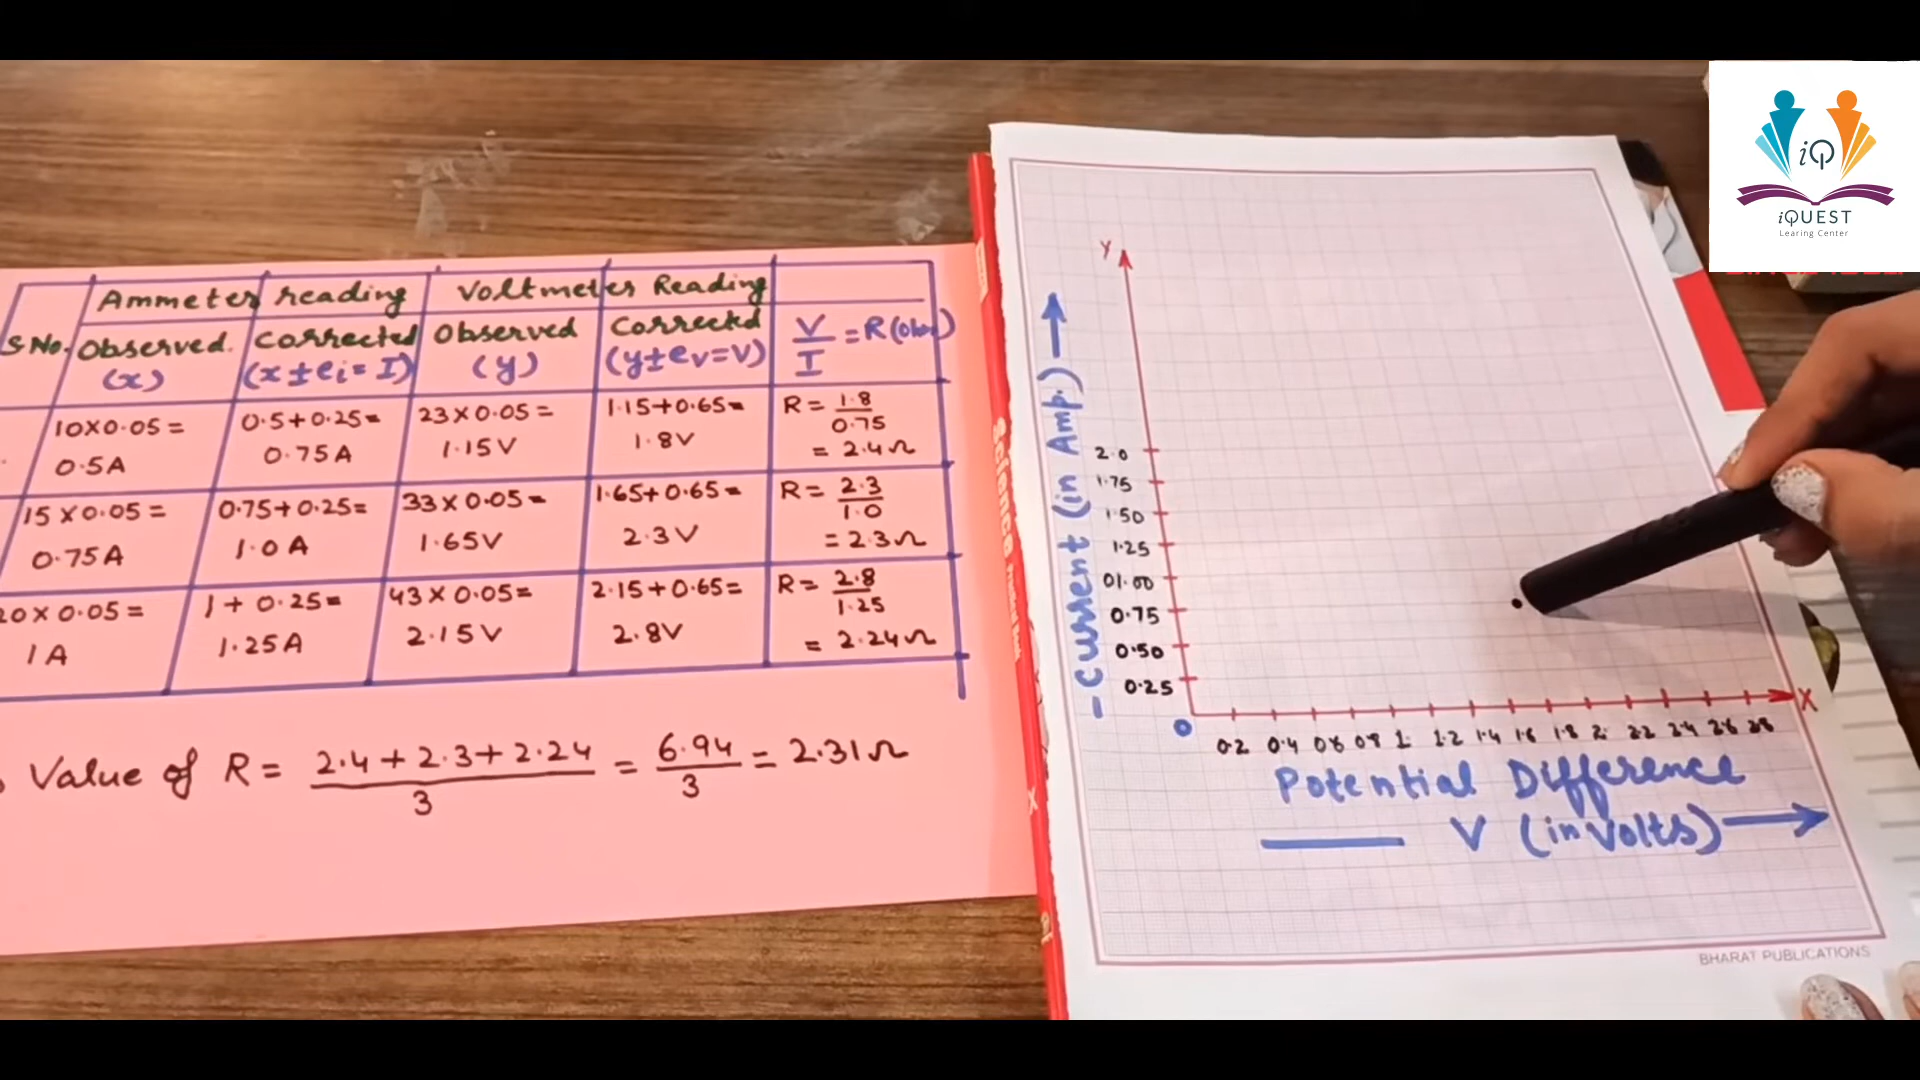 Ammeter reading
Voltmeter Reading
S No.
Observed.
(x)
Corrected
(x±ei = I)
Observed
(y)
Corrected
(y±ev=V)
V/I = R(ohm)
10×0.05 =
0.5A
0.5+0.25=
0.75A
23×0.05 =
1.15V
1.15+0.65=
1.8V
R = 1.8/0.75
= 2.4Ω
15×0.05 =
0.75A
0.75+0.25=
1.0A
33×0.05=
1.65V
1.65+0.65=
2.3V
R = 2.3/1.0
= 2.3Ω
20×0.05 =
1A
1+0.25=
1.25A
43×0.05=
2.15V
2.15+0.65=
2.8V
R = 2.8/1.25
= 2.24Ω
Value of R = 2.4+2.3+2.24/3 = 6.94/3 = 2.31Ω
Science
Y
Current (in Amp.)
2.0
1.75
1.50
1.25
01.00
0.75
0.50
0.25
0
X
0.2 0.4 0.6 0.8 1. 1.2 1.4 1.6 1.8 2. 2.2 2.4 2.6 2.8
Potential Difference
V (in Volts)
BHARAT PUBLICATIONS
iQ
iQUEST
Learing Center